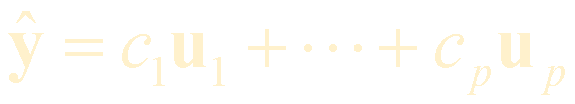 ŷ = c₁u₁ + ⋯ + cₚuₚ